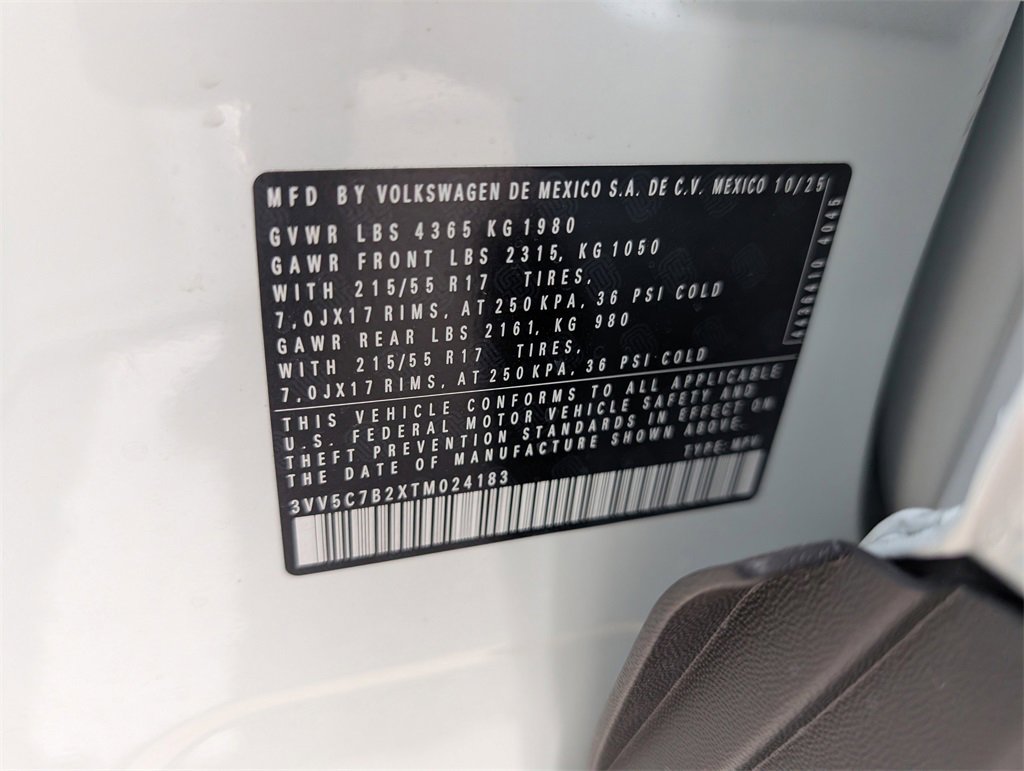 MFD BY VOLKSWAGEN DE MEXICO S.A. DE C.V. MEXICO 10/25
GVWR LBS 4365 KG 1980
GAWR FRONT LBS 2315, KG 1050
WITH 215/55 R17 TIRES,
7,0JX17 RIMS, AT 250 KPA, 36 PSI COLD
GAWR REAR LBS 2161, KG 980
WITH 215/55 R17 TIRES,
7,0JX17 RIMS, AT 250 KPA, 36 PSI COLD
THIS VEHICLE CONFORMS TO ALL APPLICABLE
U.S. FEDERAL MOTOR VEHICLE SAFETY AND
THEFT PREVENTION STANDARDS IN EFFECT ON
THE DATE OF MANUFACTURE SHOWN ABOVE.
TYPE: MPV
3VV5C7B2XTM024183